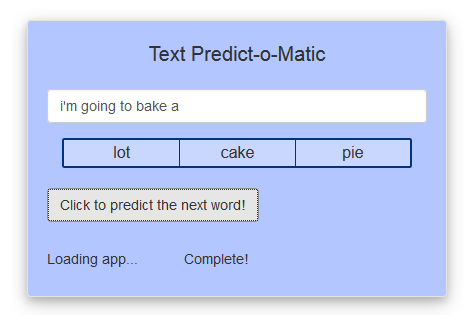 Text Predict-o-Matic
i'm going to bake a
lot cake pie
Click to predict the next word!
Loading app... Complete!